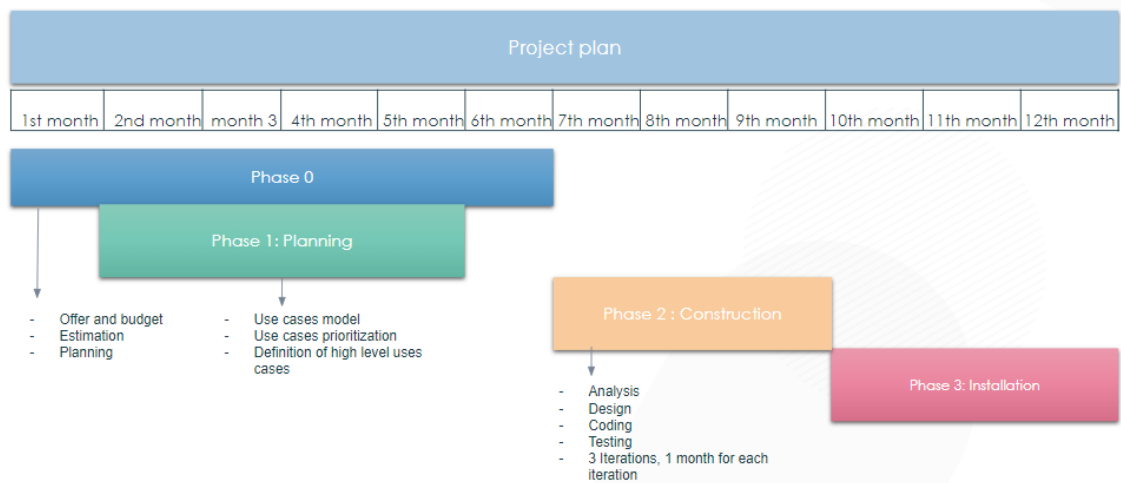 Project plan
1st month 2nd month month 3 4th month 5th month 6th month 7th month 8th month 9th month 10th month 11th month 12th month
Phase 0
Phase 1: Planning
- Offer and budget
- Estimation
- Planning
- Use cases model
- Use cases prioritization
- Definition of high level uses
cases
Phase 2 : Construction
Phase 3: Installation
- Analysis
- Design
- Coding
- Testing
- 3 Iterations, 1 month for each
iteration